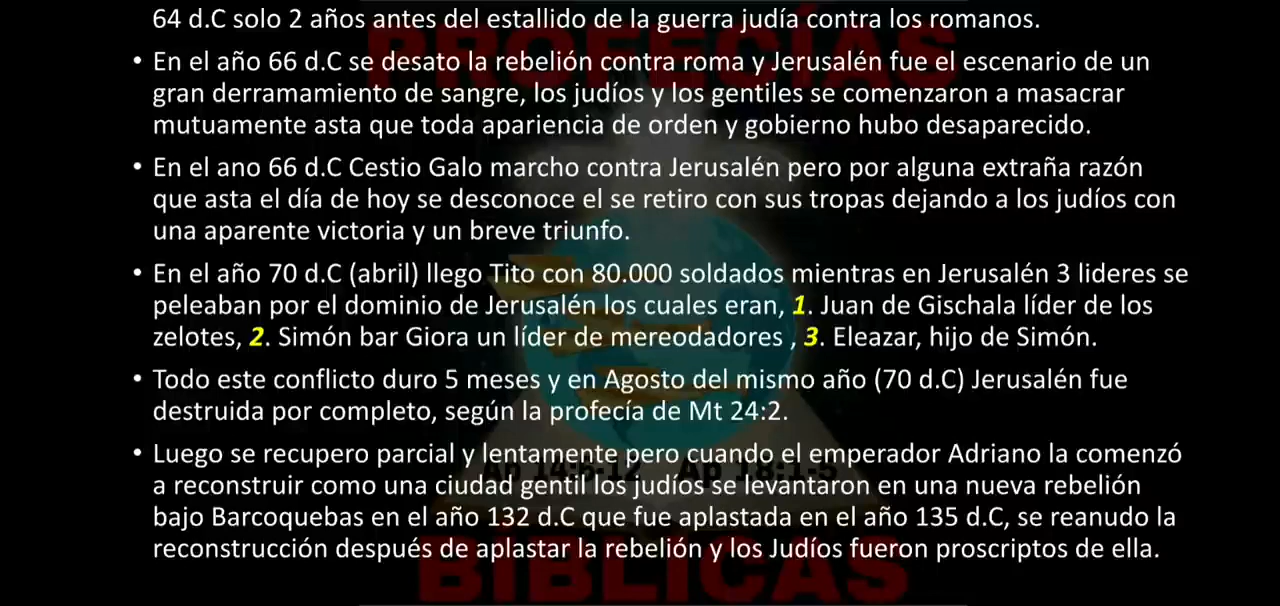 64 d.C solo 2 años antes del estallido de la guerra judía contra los romanos.
• En el año 66 d.C se desato la rebelión contra roma y Jerusalén fue el escenario de un
gran derramamiento de sangre, los judíos y los gentiles se comenzaron a masacrar
mutuamente asta que toda apariencia de orden y gobierno hubo desaparecido.
• En el ano 66 d.C Cestio Galo marcho contra Jerusalén pero por alguna extraña razón
que asta el día de hoy se desconoce el se retiro con sus tropas dejando a los judíos con
una aparente victoria y un breve triunfo.
• En el año 70 d.C (abril) llego Tito con 80.000 soldados mientras en Jerusalén 3 lideres se
peleaban por el dominio de Jerusalén los cuales eran, 1. Juan de Gischala líder de los
zelotes, 2. Simón bar Giora un líder de mereodadores , 3. Eleazar, hijo de Simón.
• Todo este conflicto duro 5 meses y en Agosto del mismo año (70 d.C) Jerusalén fue
destruida por completo, según la profecía de Mt 24:2.
• Luego se recupero parcial y lentamente pero cuando el emperador Adriano la comenzó
a reconstruir como una ciudad gentil los judíos se levantaron en una nueva rebelión
bajo Barcoquebas en el año 132 d.C que fue aplastada en el año 135 d.C, se reanudo la
reconstrucción después de aplastar la rebelión y los Judíos fueron proscriptos de ella.
PROFECÍAS
Ap 14:6-12 Ap 18:1-5
BÍBLICAS